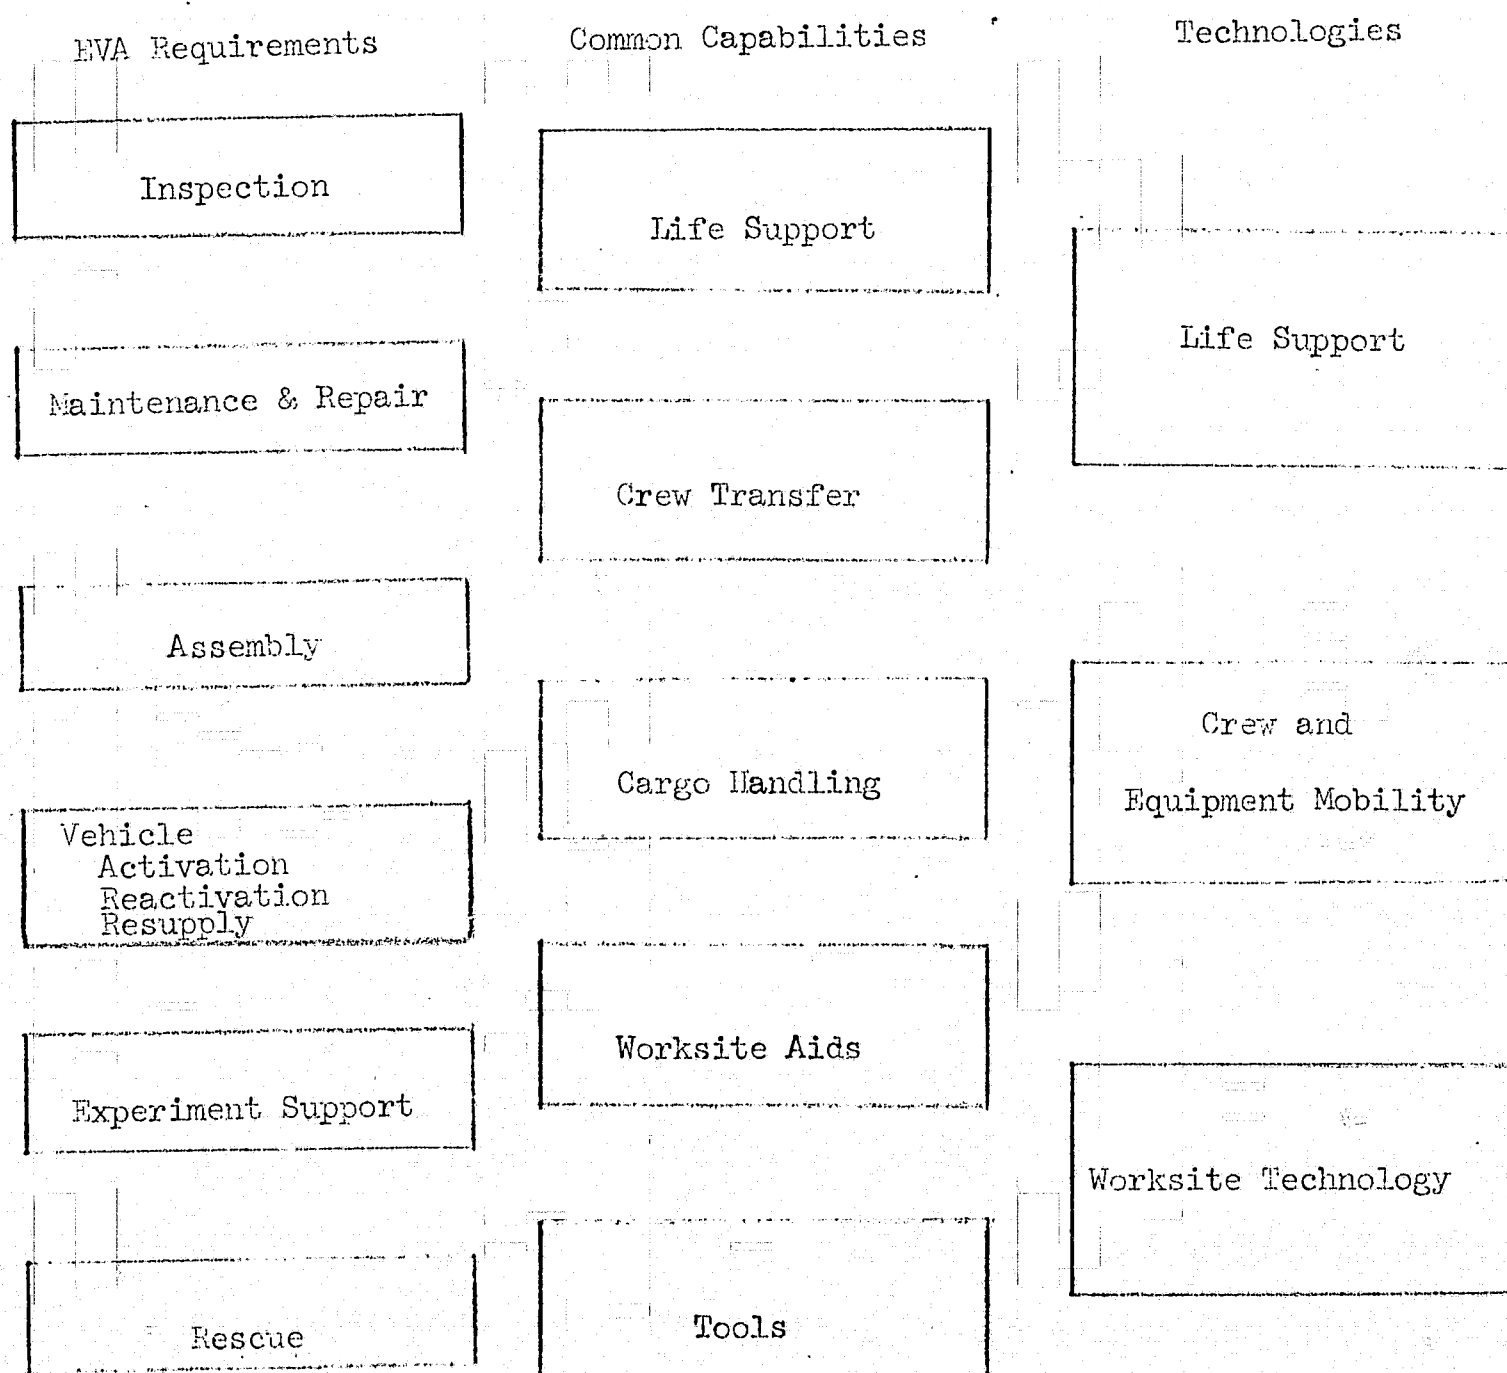 EVA Requirements
Common Capabilities
Technologies
Inspection
Maintenance & Repair
Assembly
Vehicle
Activation
Reactivation
Resupply
Experiment Support
Rescue
Life Support
Crew Transfer
Cargo Handling
Worksite Aids
Tools
Life Support
Crew and
Equipment Mobility
Worksite Technology